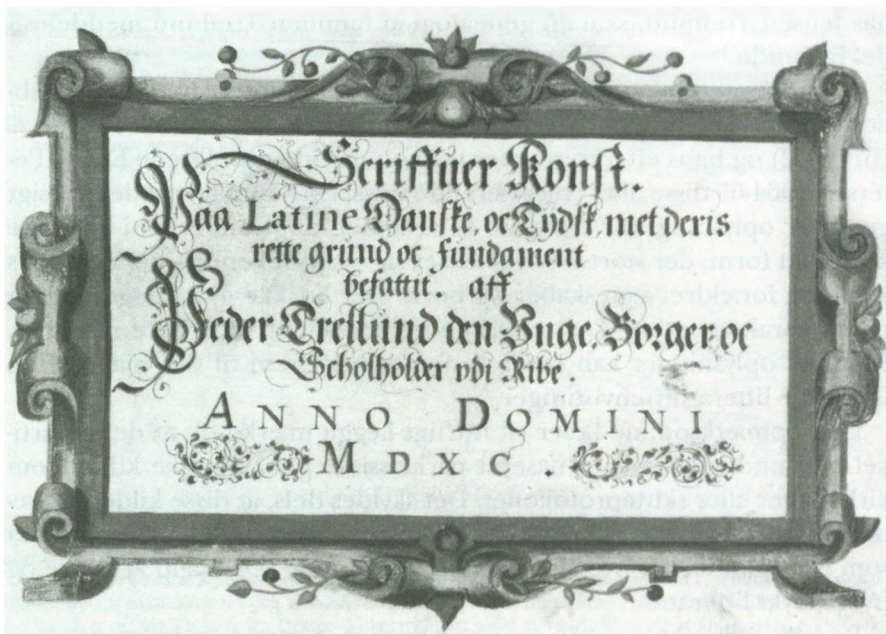 Scriffuer Konst.
Paa Latine Danske, oc Tydsk, met deris
rette grund oc fundament
befattit aff
Peder Trellund den Unge, Borger oc
Scholholder udi Ribe.
ANNO DOMINI
MDXC